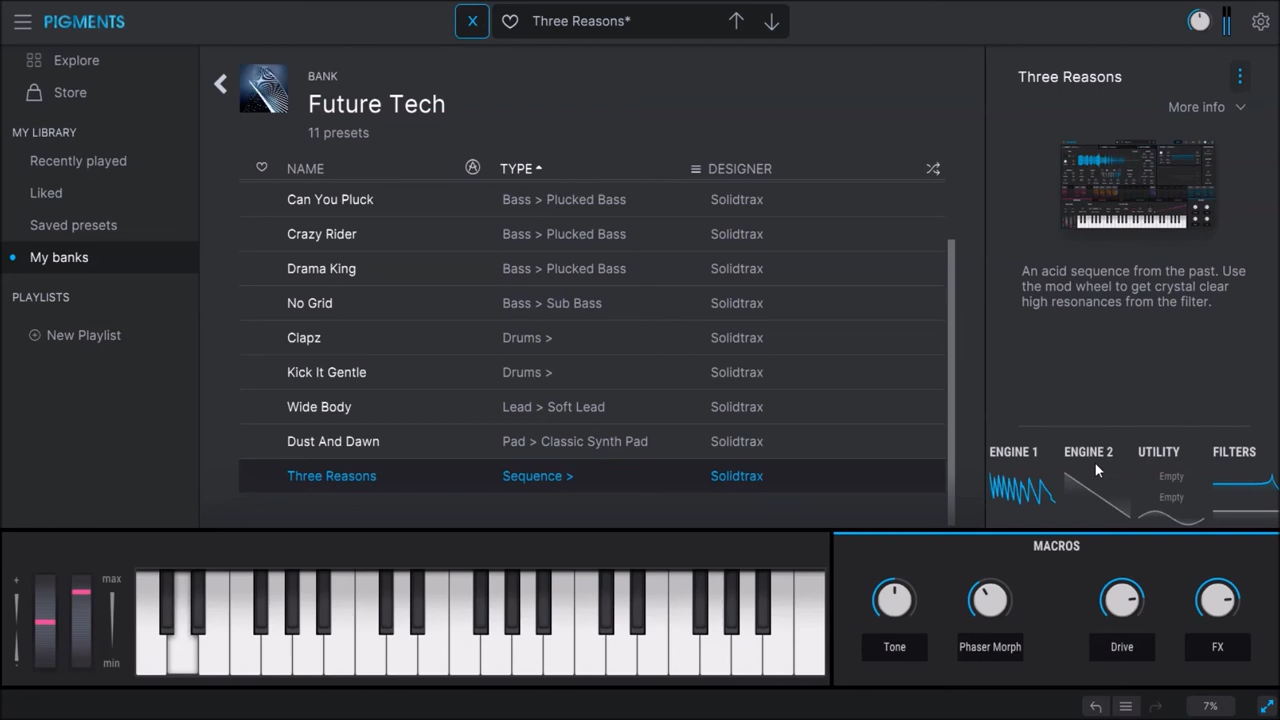 PIGMENTS
X
Three Reasons*
Explore
Store
MY LIBRARY
Recently played
Liked
Saved presets
My banks
PLAYLISTS
New Playlist
BANK
Future Tech
11 presets
NAME TYPE DESIGNER
Can You Pluck Bass > Plucked Bass Solidtrax
Crazy Rider Bass > Plucked Bass Solidtrax
Drama King Bass > Plucked Bass Solidtrax
No Grid Bass > Sub Bass Solidtrax
Clapz Drums > Solidtrax
Kick It Gentle Drums > Solidtrax
Wide Body Lead > Soft Lead Solidtrax
Dust And Dawn Pad > Classic Synth Pad Solidtrax
Three Reasons Sequence > Solidtrax
Three Reasons
More info
An acid sequence from the past. Use
the mod wheel to get crystal clear
high resonances from the filter.
ENGINE 1 ENGINE 2 UTILITY FILTERS
Empty
Empty
+
-
max
min
MACROS
Tone Phaser Morph Drive FX
7%